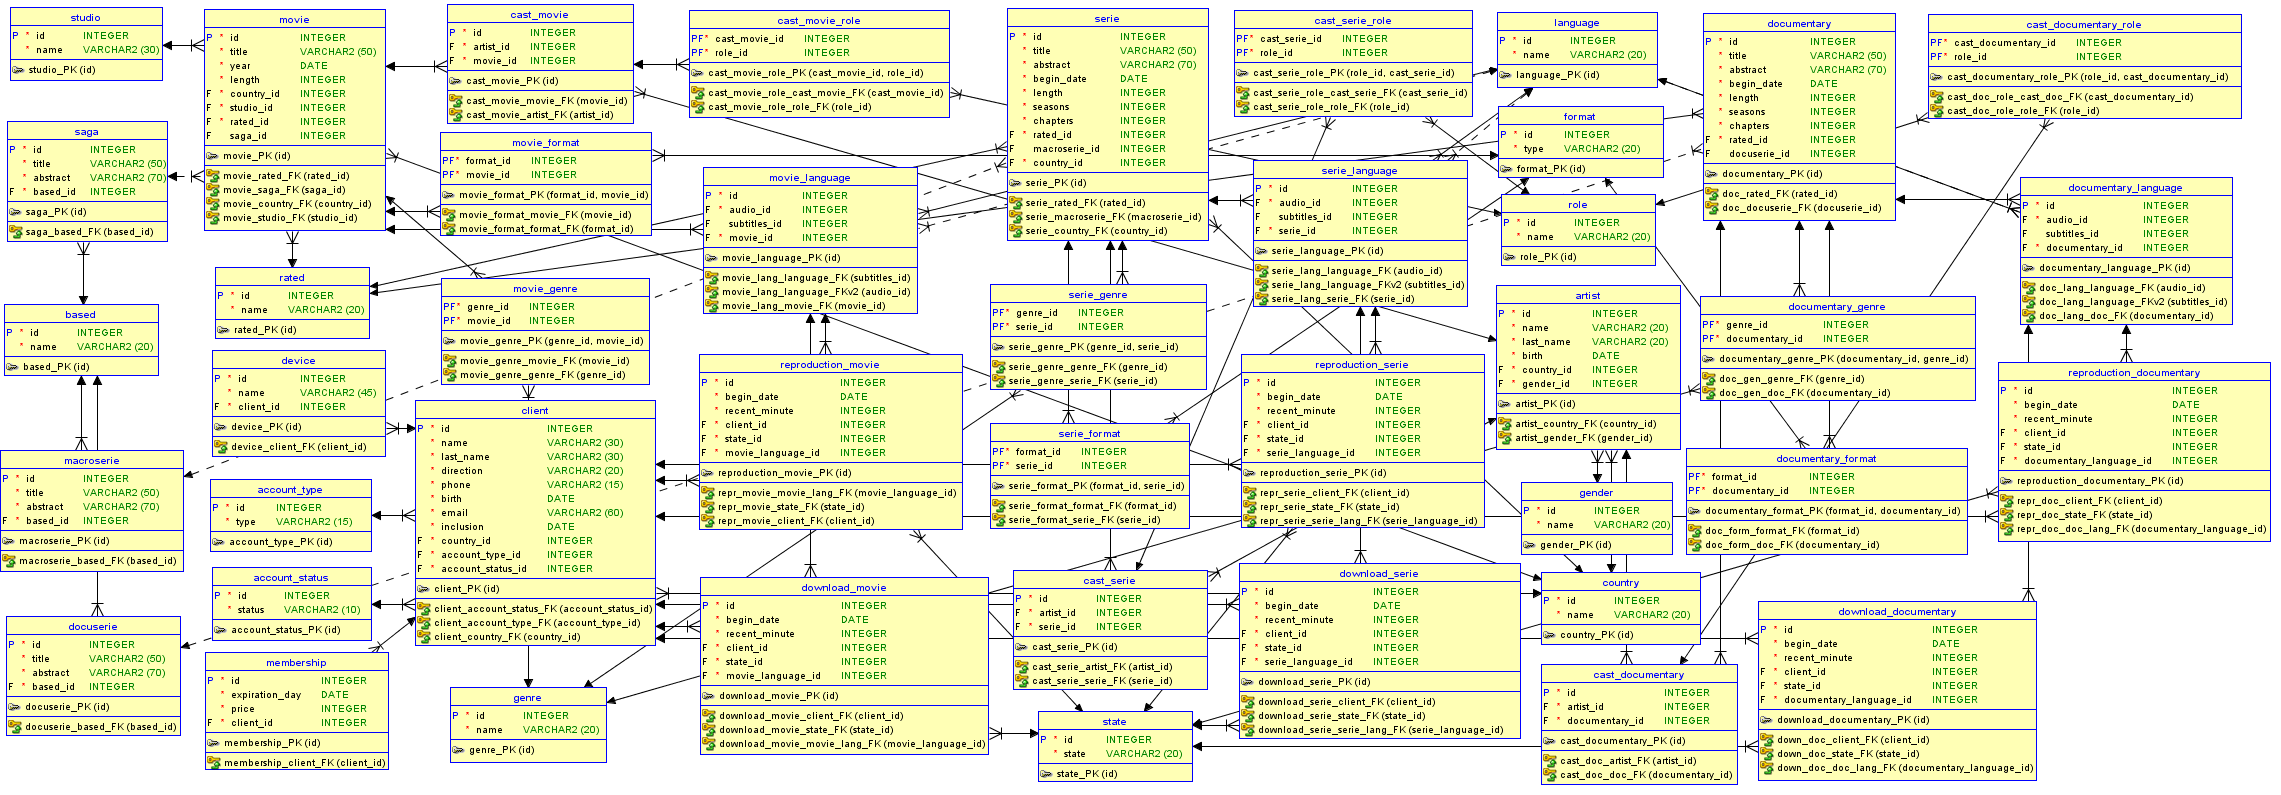 studio
P * id INTEGER
* name VARCHAR2 (30)
studio_PK (id)
movie
P * id INTEGER
* title VARCHAR2 (50)
* year DATE
* length INTEGER
F * country_id INTEGER
F * studio_id INTEGER
F * rated_id INTEGER
F saga_id INTEGER
movie_PK (id)
movie_rated_FK (rated_id)
movie_saga_FK (saga_id)
movie_country_FK (country_id)
movie_studio_FK (studio_id)
cast_movie
P * id INTEGER
F * artist_id INTEGER
F * movie_id INTEGER
cast_movie_PK (id)
cast_movie_movie_FK (movie_id)
cast_movie_artist_FK (artist_id)
cast_movie_role
PF* cast_movie_id INTEGER
PF* role_id INTEGER
cast_movie_role_PK (cast_movie_id, role_id)
cast_movie_role_cast_movie_FK (cast_movie_id)
cast_movie_role_role_FK (role_id)
serie
P * id INTEGER
* title VARCHAR2 (50)
* abstract VARCHAR2 (70)
* begin_date DATE
* length INTEGER
* seasons INTEGER
* chapters INTEGER
F * rated_id INTEGER
F macroserie_id INTEGER
F * country_id INTEGER
serie_PK (id)
serie_rated_FK (rated_id)
serie_macroserie_FK (macroserie_id)
serie_country_FK (country_id)
cast_serie_role
PF* cast_serie_id INTEGER
PF* role_id INTEGER
cast_serie_role_PK (role_id, cast_serie_id)
cast_serie_role_cast_serie_FK (cast_serie_id)
cast_serie_role_role_FK (role_id)
language
P * id INTEGER
* name VARCHAR2 (20)
language_PK (id)
documentary
P * id INTEGER
* title VARCHAR2 (50)
* abstract VARCHAR2 (70)
* begin_date DATE
* length INTEGER
* seasons INTEGER
* chapters INTEGER
F * rated_id INTEGER
F docuserie_id INTEGER
documentary_PK (id)
doc_rated_FK (rated_id)
doc_docuserie_FK (docuserie_id)
cast_documentary_role
PF* cast_documentary_id INTEGER
PF* role_id INTEGER
cast_documentary_role_PK (role_id, cast_documentary_id)
cast_doc_role_cast_doc_FK (cast_documentary_id)
cast_doc_role_role_FK (role_id)
saga
P * id INTEGER
* title VARCHAR2 (50)
* abstract VARCHAR2 (70)
F * based_id INTEGER
saga_PK (id)
saga_based_FK (based_id)
movie_format
PF* format_id INTEGER
PF* movie_id INTEGER
movie_format_PK (format_id, movie_id)
movie_format_movie_FK (movie_id)
movie_format_format_FK (format_id)
movie_language
P * id INTEGER
F * audio_id INTEGER
F subtitles_id INTEGER
F * movie_id INTEGER
movie_language_PK (id)
movie_lang_language_FK (subtitles_id)
movie_lang_language_FKv2 (audio_id)
movie_lang_movie_FK (movie_id)
serie_language
P * id INTEGER
F * audio_id INTEGER
F subtitles_id INTEGER
F * serie_id INTEGER
serie_language_PK (id)
serie_lang_language_FK (audio_id)
serie_lang_language_FKv2 (subtitles_id)
serie_lang_serie_FK (serie_id)
format
P * id INTEGER
* type VARCHAR2 (20)
format_PK (id)
role
P * id INTEGER
* name VARCHAR2 (20)
role_PK (id)
documentary_language
P * id INTEGER
F * audio_id INTEGER
F subtitles_id INTEGER
F * documentary_id INTEGER
documentary_language_PK (id)
doc_lang_language_FK (audio_id)
doc_lang_language_FKv2 (subtitles_id)
doc_lang_doc_FK (documentary_id)
rated
P * id INTEGER
* name VARCHAR2 (20)
rated_PK (id)
based
P * id INTEGER
* name VARCHAR2 (20)
based_PK (id)
movie_genre
PF* genre_id INTEGER
PF* movie_id INTEGER
movie_genre_PK (genre_id, movie_id)
movie_genre_movie_FK (movie_id)
movie_genre_genre_FK (genre_id)
serie_genre
PF* genre_id INTEGER
PF* serie_id INTEGER
serie_genre_PK (genre_id, serie_id)
serie_genre_genre_FK (genre_id)
serie_genre_serie_FK (serie_id)
artist
P * id INTEGER
* name VARCHAR2 (20)
* last_name VARCHAR2 (20)
* birth DATE
F * country_id INTEGER
F * gender_id INTEGER
artist_PK (id)
artist_country_FK (country_id)
artist_gender_FK (gender_id)
documentary_genre
PF* genre_id INTEGER
PF* documentary_id INTEGER
documentary_genre_PK (documentary_id, genre_id)
doc_gen_genre_FK (genre_id)
doc_gen_doc_FK (documentary_id)
device
P * id INTEGER
* name VARCHAR2 (45)
F * client_id INTEGER
device_PK (id)
device_client_FK (client_id)
client
P * id INTEGER
* name VARCHAR2 (30)
* last_name VARCHAR2 (30)
* direction VARCHAR2 (20)
* phone VARCHAR2 (15)
* birth DATE
* email VARCHAR2 (60)
* inclusion DATE
F * country_id INTEGER
F * account_type_id INTEGER
F * account_status_id INTEGER
client_PK (id)
client_account_status_FK (account_status_id)
client_account_type_FK (account_type_id)
client_country_FK (country_id)
reproduction_movie
P * id INTEGER
* begin_date DATE
* recent_minute INTEGER
F * client_id INTEGER
F * state_id INTEGER
F * movie_language_id INTEGER
reproduction_movie_PK (id)
repr_movie_movie_lang_FK (movie_language_id)
repr_movie_state_FK (state_id)
repr_movie_client_FK (client_id)
reproduction_serie
P * id INTEGER
* begin_date DATE
* recent_minute INTEGER
F * client_id INTEGER
F * state_id INTEGER
F * serie_language_id INTEGER
reproduction_serie_PK (id)
repr_serie_client_FK (client_id)
repr_serie_state_FK (state_id)
repr_serie_serie_lang_FK (serie_language_id)
reproduction_documentary
P * id INTEGER
* begin_date DATE
* recent_minute INTEGER
F * client_id INTEGER
F * state_id INTEGER
F * documentary_language_id INTEGER
reproduction_documentary_PK (id)
repr_doc_client_FK (client_id)
repr_doc_state_FK (state_id)
repr_doc_doc_lang_FK (documentary_language_id)
serie_format
PF* format_id INTEGER
PF* serie_id INTEGER
serie_format_PK (format_id, serie_id)
serie_format_format_FK (format_id)
serie_format_serie_FK (serie_id)
macroserie
P * id INTEGER
* title VARCHAR2 (50)
* abstract VARCHAR2 (70)
F * based_id INTEGER
macroserie_PK (id)
macroserie_based_FK (based_id)
account_type
P * id INTEGER
* type VARCHAR2 (15)
account_type_PK (id)
gender
P * id INTEGER
* name VARCHAR2 (20)
gender_PK (id)
documentary_format
PF* format_id INTEGER
PF* documentary_id INTEGER
documentary_format_PK (format_id, documentary_id)
doc_form_format_FK (format_id)
doc_form_doc_FK (documentary_id)
account_status
P * id INTEGER
* status VARCHAR2 (10)
account_status_PK (id)
download_movie
P * id INTEGER
* begin_date DATE
* recent_minute INTEGER
F * client_id INTEGER
F * state_id INTEGER
F * movie_language_id INTEGER
download_movie_PK (id)
download_movie_client_FK (client_id)
download_movie_state_FK (state_id)
download_movie_movie_lang_FK (movie_language_id)
cast_serie
P * id INTEGER
F * artist_id INTEGER
F * serie_id INTEGER
cast_serie_PK (id)
cast_serie_artist_FK (artist_id)
cast_serie_serie_FK (serie_id)
download_serie
P * id INTEGER
* begin_date DATE
* recent_minute INTEGER
F * client_id INTEGER
F * state_id INTEGER
F * serie_language_id INTEGER
download_serie_PK (id)
download_serie_client_FK (client_id)
download_serie_state_FK (state_id)
download_serie_serie_lang_FK (serie_language_id)
country
P * id INTEGER
* name VARCHAR2 (20)
country_PK (id)
download_documentary
P * id INTEGER
* begin_date DATE
* recent_minute INTEGER
F * client_id INTEGER
F * state_id INTEGER
F * documentary_language_id INTEGER
download_documentary_PK (id)
down_doc_client_FK (client_id)
down_doc_state_FK (state_id)
down_doc_doc_lang_FK (documentary_language_id)
docuserie
P * id INTEGER
* title VARCHAR2 (50)
* abstract VARCHAR2 (70)
F * based_id INTEGER
docuserie_PK (id)
docuserie_based_FK (based_id)
membership
P * id INTEGER
* expiration_day DATE
* price INTEGER
F * client_id INTEGER
membership_PK (id)
membership_client_FK (client_id)
genre
P * id INTEGER
* name VARCHAR2 (20)
genre_PK (id)
state
P * id INTEGER
* state VARCHAR2 (20)
state_PK (id)
cast_documentary
P * id INTEGER
F * artist_id INTEGER
F * documentary_id INTEGER
cast_documentary_PK (id)
cast_doc_artist_FK (artist_id)
cast_doc_doc_FK (documentary_id)